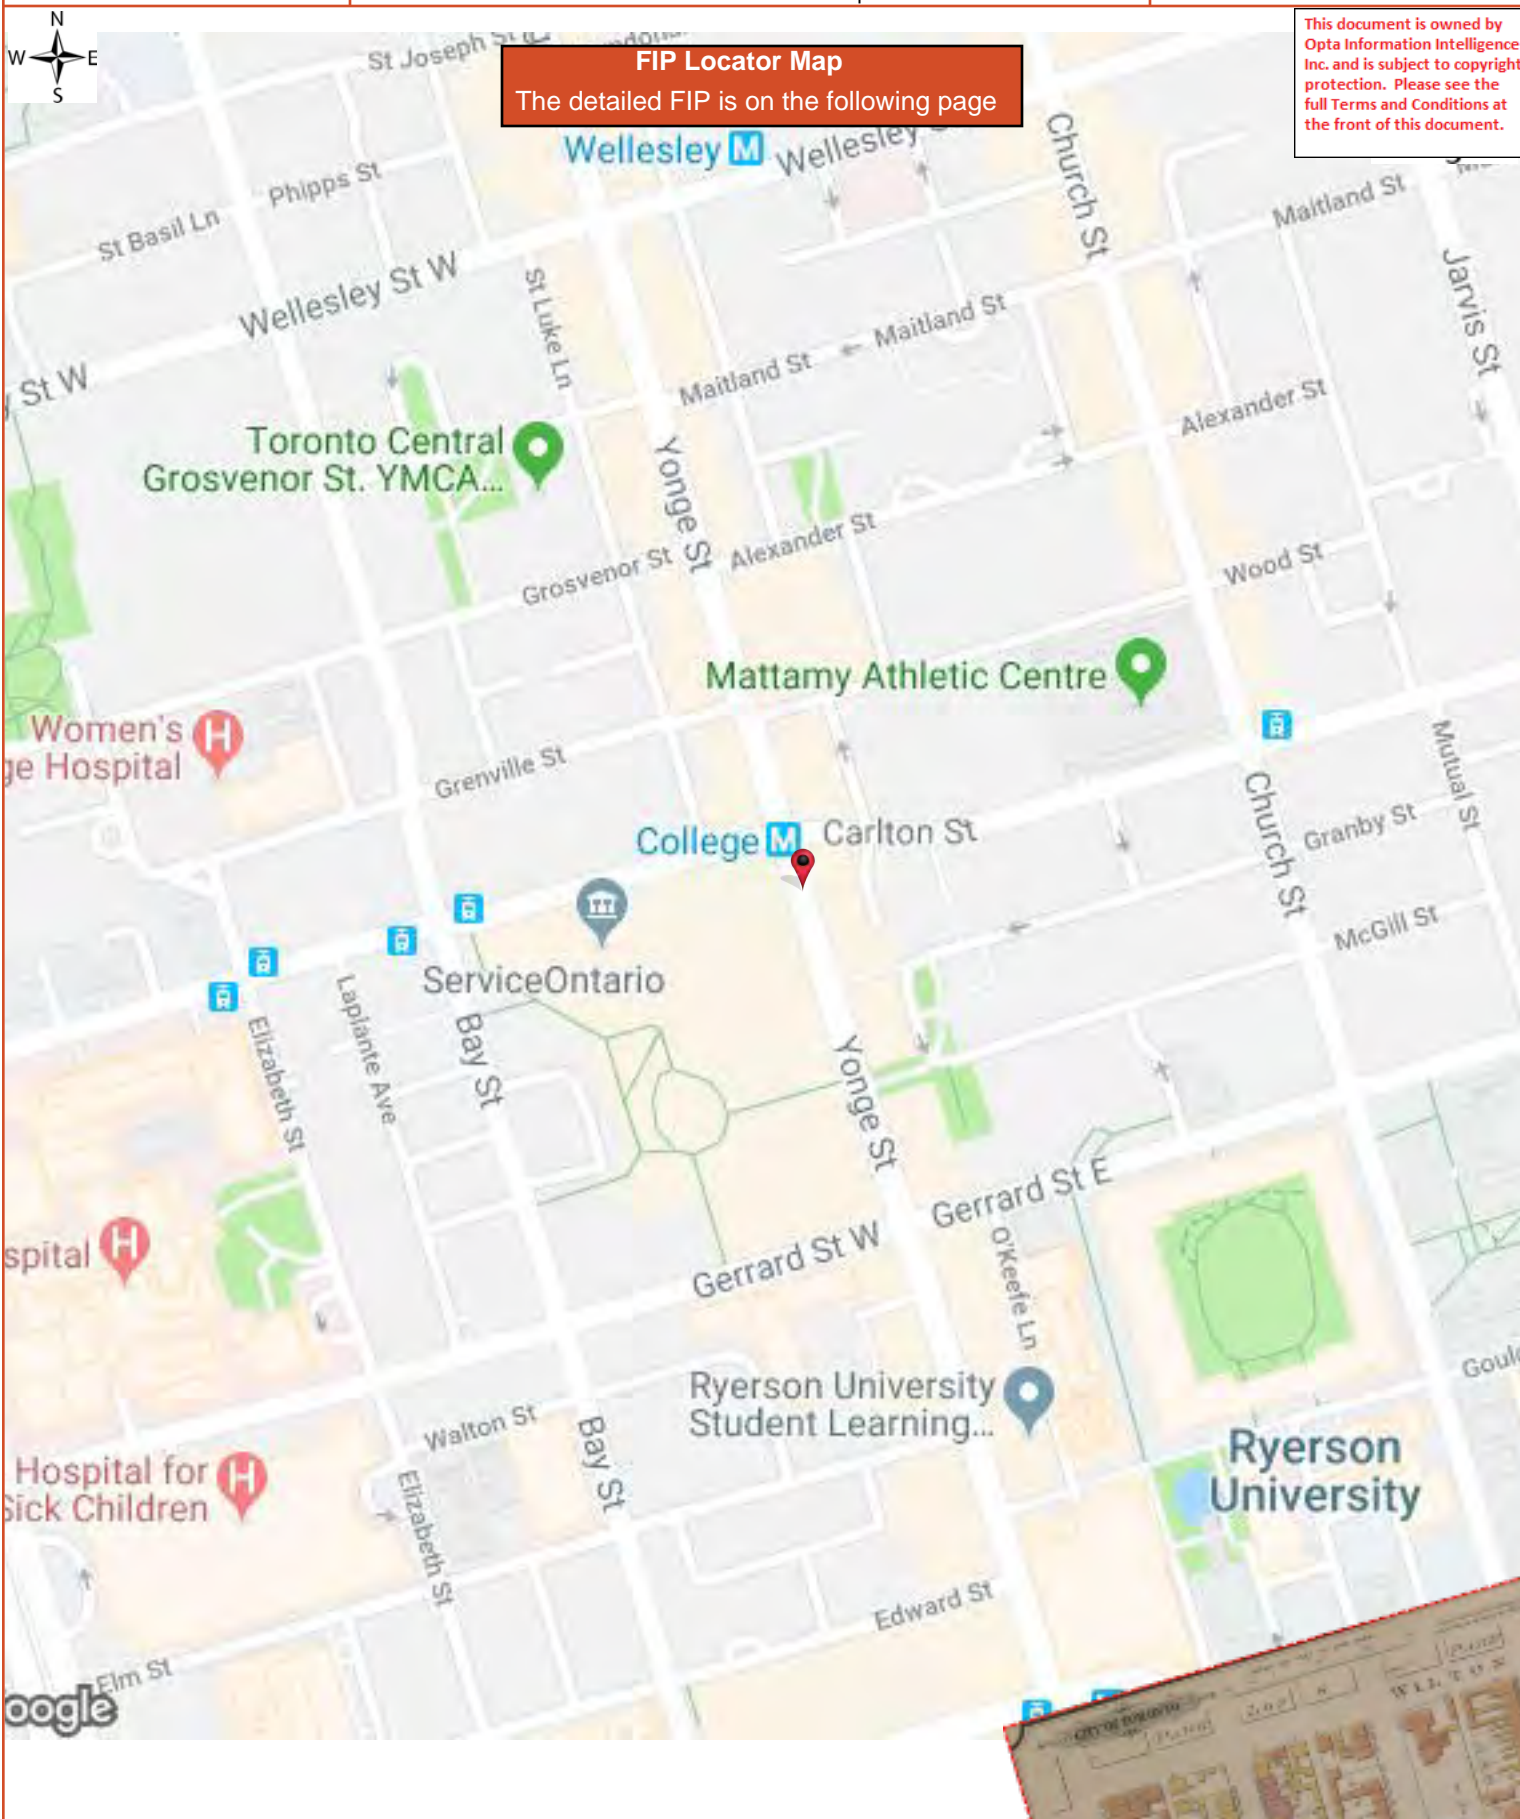 N
W
E
S
FIP Locator Map
The detailed FIP is on the following page
This document is owned by
Opta Information Intelligence
Inc. and is subject to copyright
protection. Please see the
full Terms and Conditions at
the front of this document.
St Joseph St
Wellesley M
Wellesley
Church St
Phipps St
St Basil Ln
Maitland St
Wellesley St W
St Luke Ln
Jarvis St
Maitland St
Maitland St
St W
Alexander St
Toronto Central
Grosvenor St. YMCA...
Yonge St
Alexander St
Grosvenor St
Wood St
Mattamy Athletic Centre
Women's
ge Hospital
H
Grenville St
Mutual St
College M
Carlton St
Church St
Granby St
McGill St
ServiceOntario
Laplante Ave
Elizabeth St
Bay St
Yonge St
Gerrard St E
spital
H
Gerrard St W
O'Keefe Ln
Goul
Ryerson University
Student Learning...
Walton St
Bay St
Ryerson
University
Hospital for
Sick Children
H
Elizabeth St
Edward St
Elm St
oogle
CITY OF TORONTO
WILTON